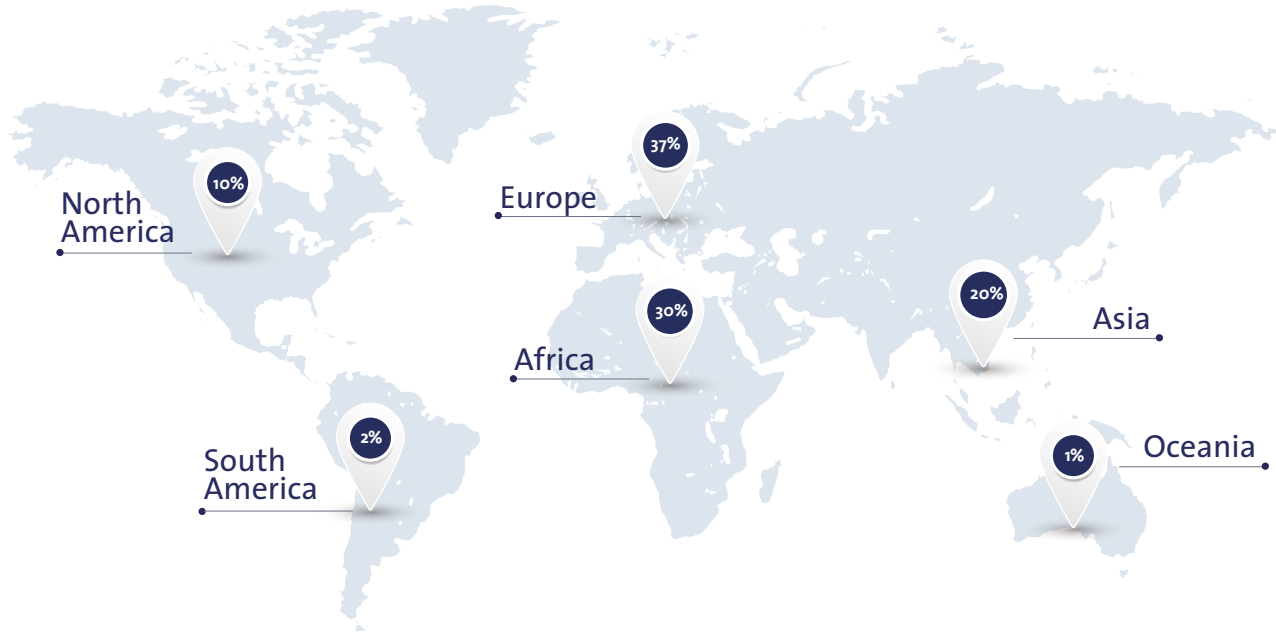 37%
Europe
10%
North
America
30%
Africa
20%
Asia
2%
South
America
1%
Oceania